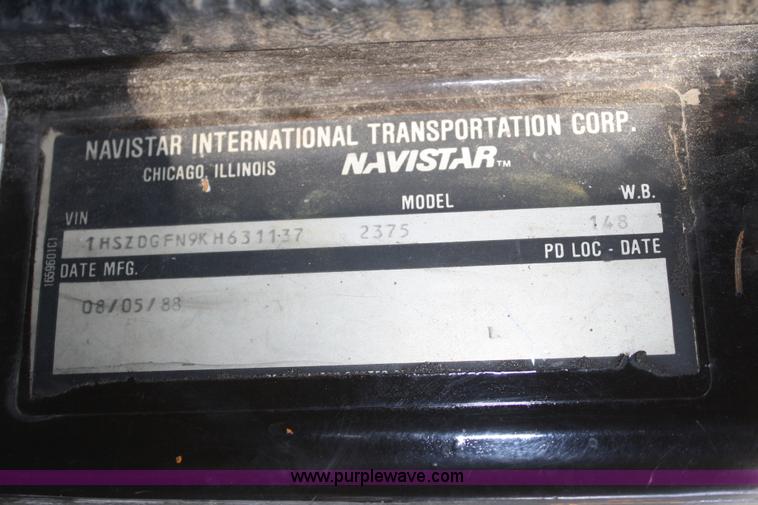 NAVISTAR INTERNATIONAL TRANSPORTATION CORP.
CHICAGO, ILLINOIS NAVISTAR™
VIN MODEL W.B.
1HSZDGFN9KH631137 2375 148
DATE MFG. PD LOC - DATE
08/05/88
1659601C1
www.purplewave.com